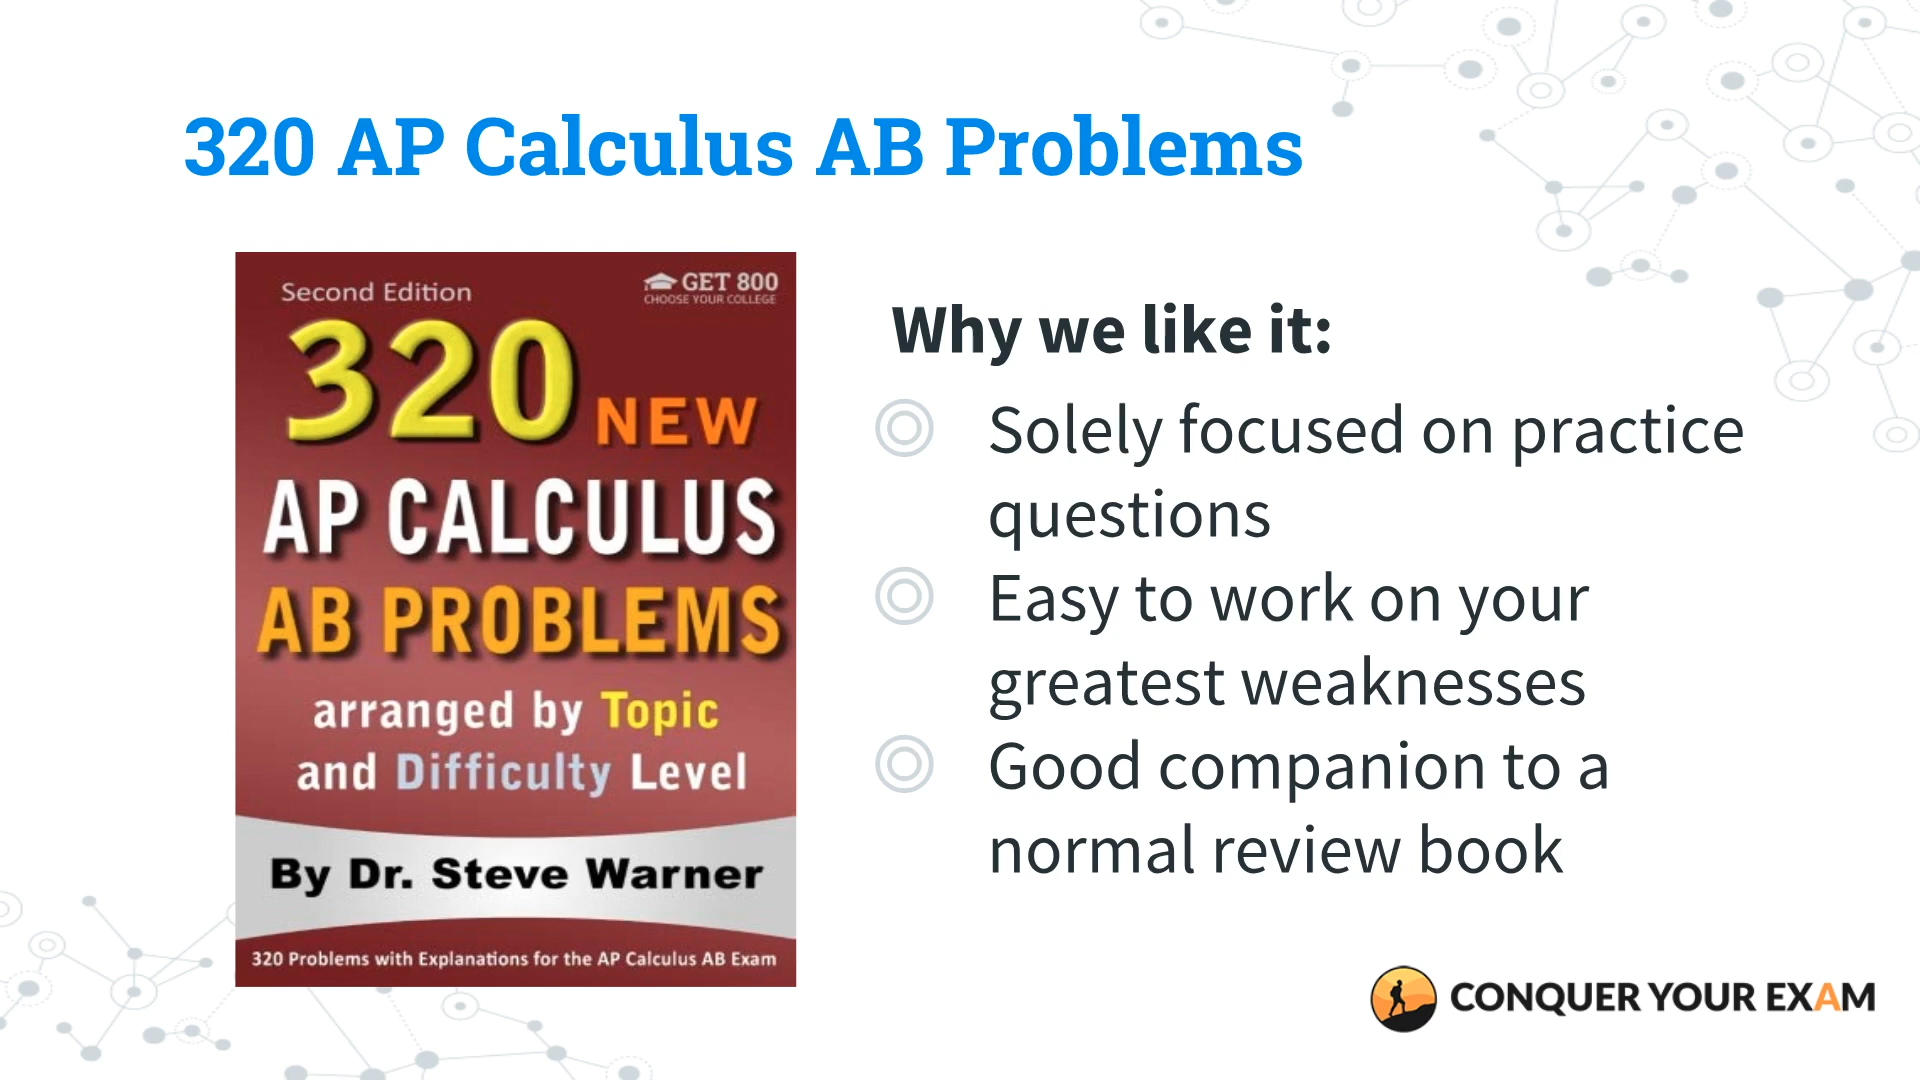 320 AP Calculus AB Problems
Second Edition
GET 800
CHOOSE YOUR COLLEGE
320 NEW
AP CALCULUS
AB PROBLEMS
arranged by Topic
and Difficulty Level
By Dr. Steve Warner
320 Problems with Explanations for the AP Calculus AB Exam
Why we like it:
Solely focused on practice
questions
Easy to work on your
greatest weaknesses
Good companion to a
normal review book
CONQUER YOUR EXAM